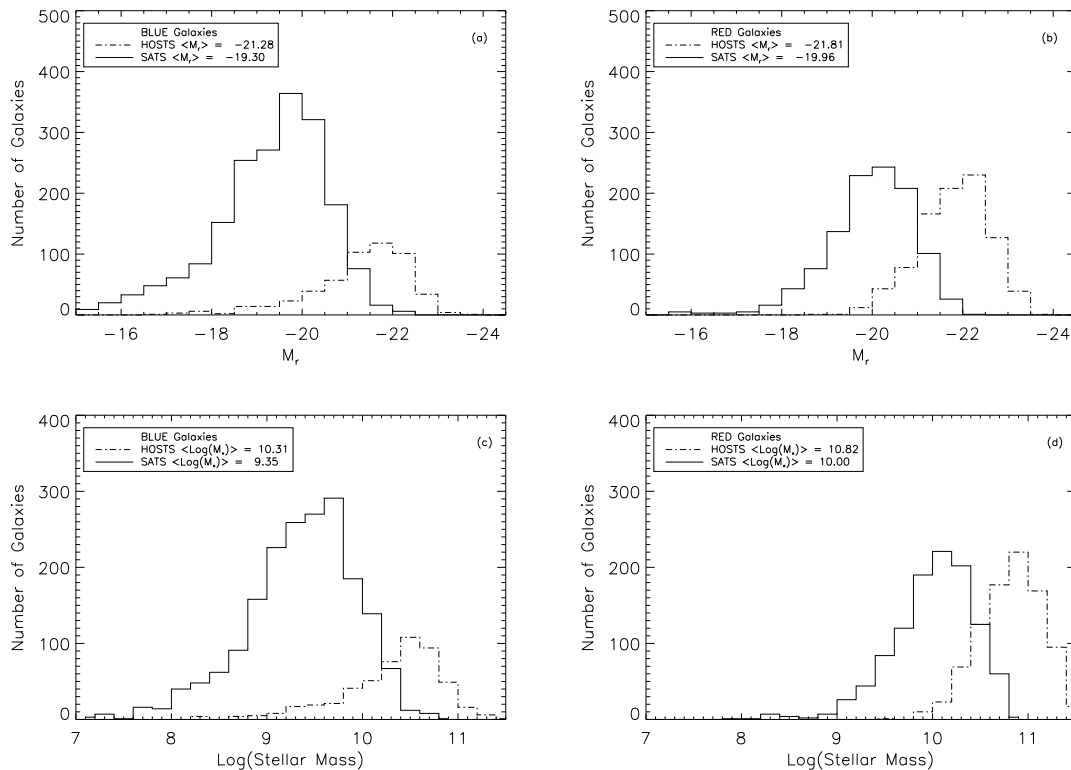 500
400
300
200
100
0
Number of Galaxies
BLUE Galaxies
HOSTS <M_r> = -21.28
SATS <M_r> = -19.30
(a)
-16 -18 -20 -22 -24
M_r
500
400
300
200
100
0
Number of Galaxies
RED Galaxies
HOSTS <M_r> = -21.81
SATS <M_r> = -19.96
(b)
-16 -18 -20 -22 -24
M_r
400
300
200
100
0
Number of Galaxies
BLUE Galaxies
HOSTS <Log(M_*)> = 10.31
SATS <Log(M_*)> = 9.35
(c)
7 8 9 10 11
Log(Stellar Mass)
400
300
200
100
0
Number of Galaxies
RED Galaxies
HOSTS <Log(M_*)> = 10.82
SATS <Log(M_*)> = 10.00
(d)
7 8 9 10 11
Log(Stellar Mass)